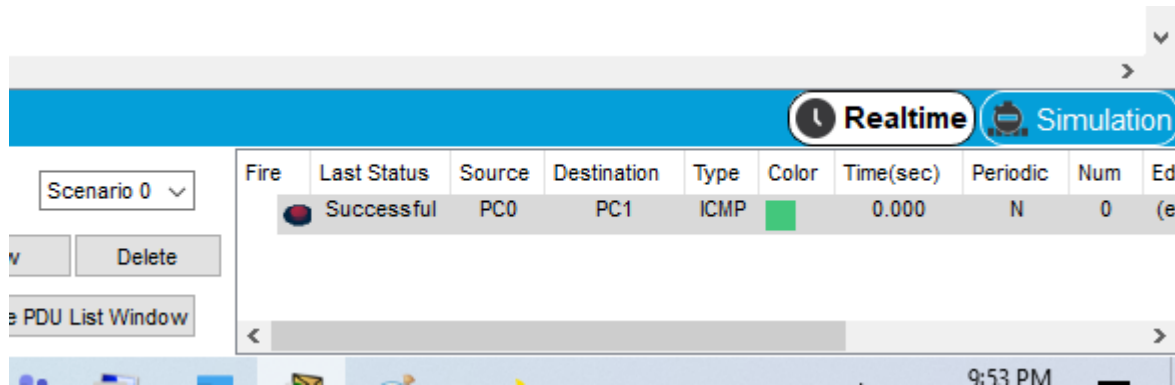 Realtime Simulation
Scenario 0
Fire Last Status Source Destination Type Color Time(sec) Periodic Num Ed
Successful PC0 PC1 ICMP 0.000 N 0 (e
w Delete
e PDU List Window
9:53 PM